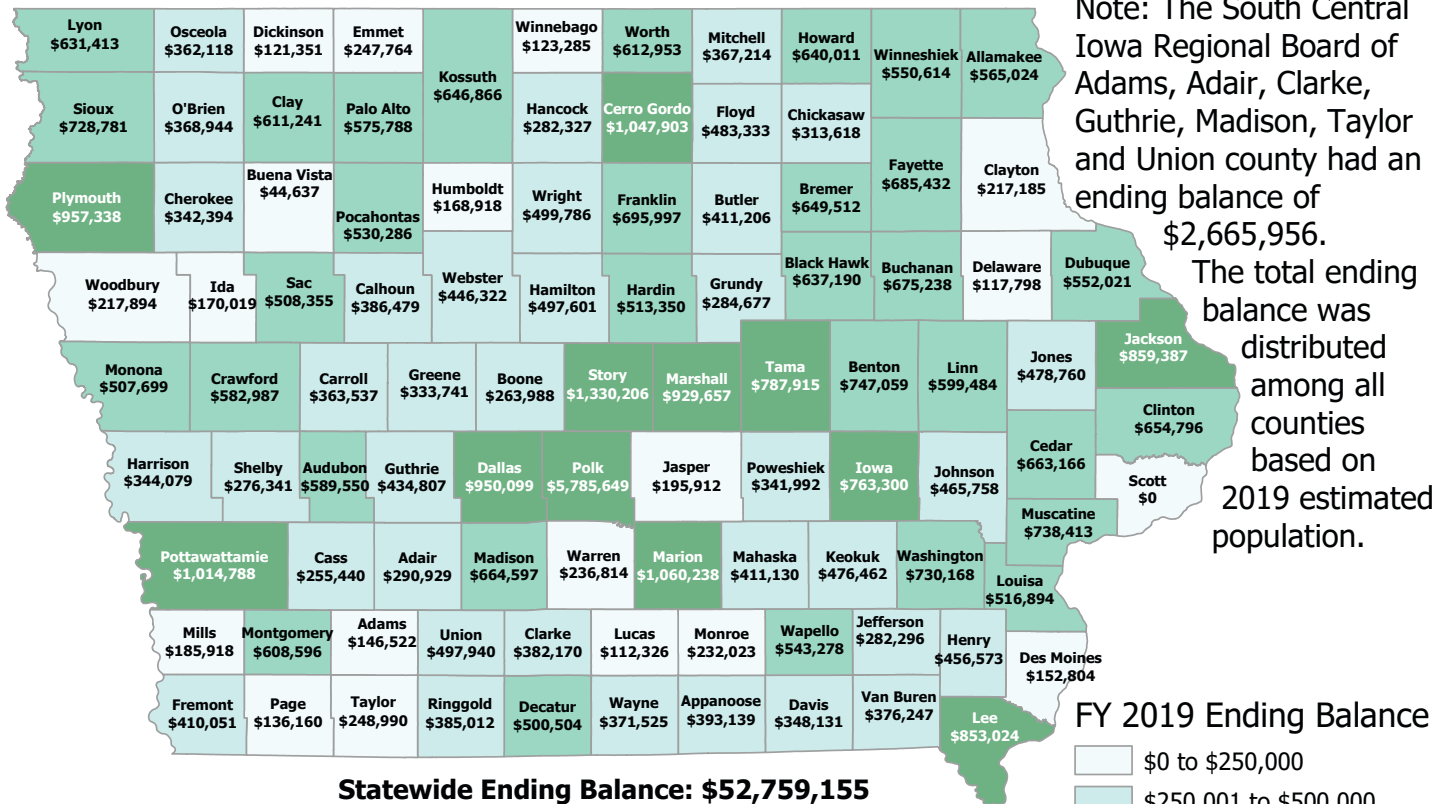 Lyon
$631,413
Osceola
$362,118
Dickinson
$121,351
Emmet
$247,764
Kossuth
$646,866
Winnebago
$123,285
Worth
$612,953
Mitchell
$367,214
Howard
$640,011
Winneshiek
$550,614
Allamakee
$565,024
Note: The South Central
Iowa Regional Board of
Adams, Adair, Clarke,
Guthrie, Madison, Taylor
and Union county had an
ending balance of
$2,665,956.
The total ending
balance was
distributed
among all
counties
based on
2019 estimated
population.
Sioux
$728,781
O'Brien
$368,944
Clay
$611,241
Palo Alto
$575,788
Hancock
$282,327
Cerro Gordo
$1,047,903
Floyd
$483,333
Chickasaw
$313,618
Plymouth
$957,338
Cherokee
$342,394
Buena Vista
$44,637
Pocahontas
$530,286
Humboldt
$168,918
Wright
$499,786
Franklin
$695,997
Butler
$411,206
Bremer
$649,512
Fayette
$685,432
Clayton
$217,185
Woodbury
$217,894
Ida
$170,019
Sac
$508,355
Calhoun
$386,479
Webster
$446,322
Hamilton
$497,601
Hardin
$513,350
Grundy
$284,677
Black Hawk
$637,190
Buchanan
$675,238
Delaware
$117,798
Dubuque
$552,021
Monona
$507,699
Crawford
$582,987
Carroll
$363,537
Greene
$333,741
Boone
$263,988
Story
$1,330,206
Marshall
$929,657
Tama
$787,915
Benton
$747,059
Linn
$599,484
Jones
$478,760
Jackson
$859,387
Clinton
$654,796
Harrison
$344,079
Shelby
$276,341
Audubon
$589,550
Guthrie
$434,807
Dallas
$950,099
Polk
$5,785,649
Jasper
$195,912
Poweshiek
$341,992
Iowa
$763,300
Johnson
$465,758
Cedar
$663,166
Scott
$0
Muscatine
$738,413
Pottawattamie
$1,014,788
Cass
$255,440
Adair
$290,929
Madison
$664,597
Warren
$236,814
Marion
$1,060,238
Mahaska
$411,130
Keokuk
$476,462
Washington
$730,168
Louisa
$516,894
Mills
$185,918
Montgomery
$608,596
Adams
$146,522
Union
$497,940
Clarke
$382,170
Lucas
$112,326
Monroe
$232,023
Wapello
$543,278
Jefferson
$282,296
Henry
$456,573
Des Moines
$152,804
Fremont
$410,051
Page
$136,160
Taylor
$248,990
Ringgold
$385,012
Decatur
$500,504
Wayne
$371,525
Appanoose
$393,139
Davis
$348,131
Van Buren
$376,247
Lee
$853,024
FY 2019 Ending Balance
$0 to $250,000
$250,001 to $500,000
Statewide Ending Balance: $52,759,155